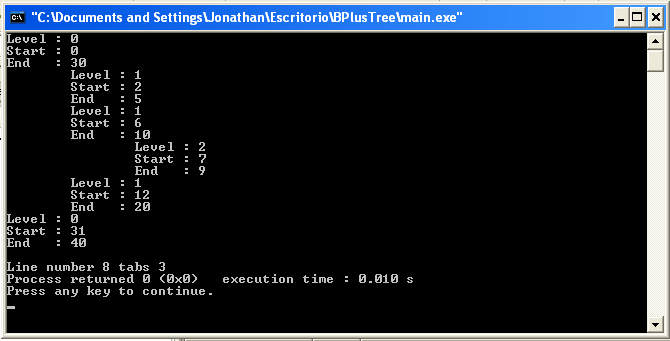 "C:\Documents and Settings\Jonathan\Escritorio\BPlusTree\main.exe"
Level : 0
Start : 0
End   : 30
        Level : 1
        Start : 2
        End   : 5
        Level : 1
        Start : 6
        End   : 10
                Level : 2
                Start : 7
                End   : 9
        Level : 1
        Start : 12
        End   : 20
Level : 0
Start : 31
End   : 40

Line number 8 tabs 3
Process returned 0 (0x0)   execution time : 0.010 s
Press any key to continue.